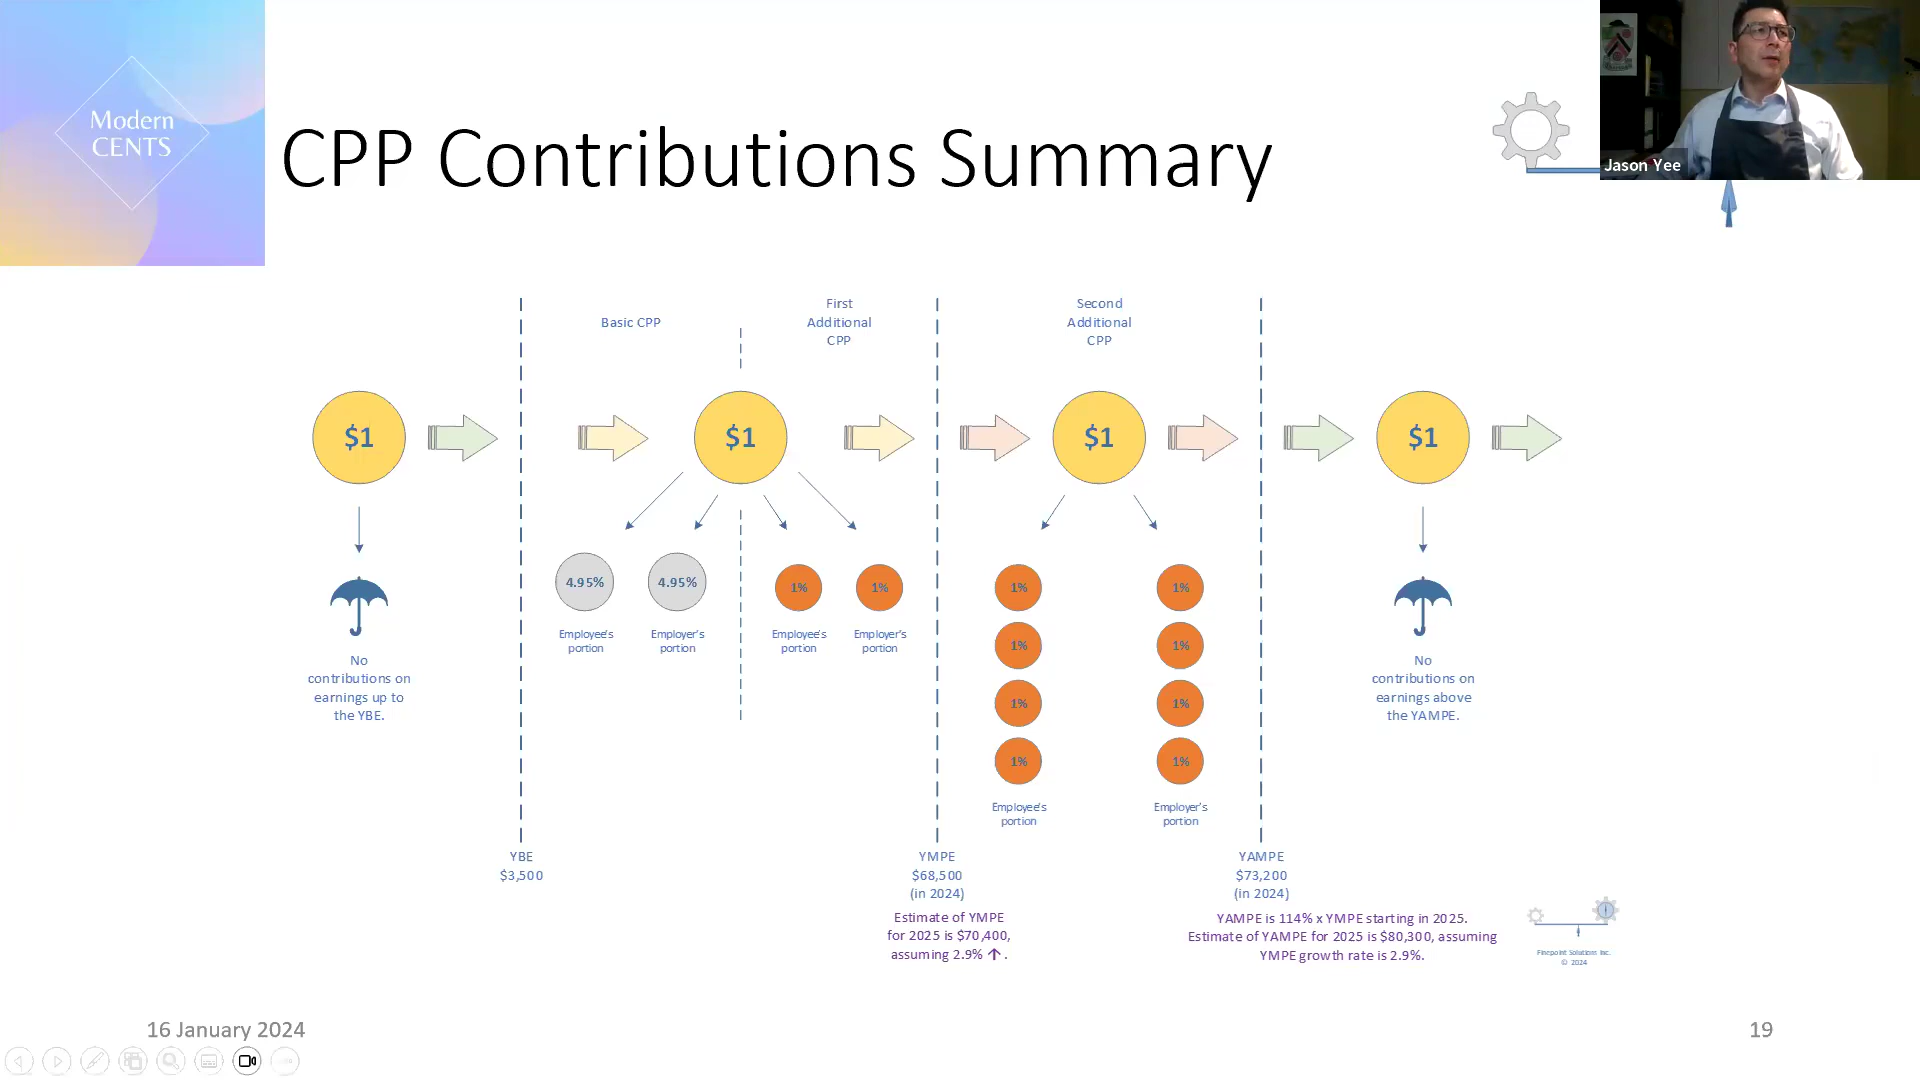 Modern
CENTS
CPP Contributions Summary
Jason Yee
Basic CPP
First
Additional
CPP
Second
Additional
CPP
$1
$1
$1
$1
4.95%
4.95%
1%
1%
1%
1%
1%
1%
1%
1%
1%
1%
Employee's
portion
Employer's
portion
Employee's
portion
Employer's
portion
No
contributions on
earnings up to
the YBE.
No
contributions on
earnings above
the YAMPE.
Employee's
portion
Employer's
portion
YBE
$3,500
YMPE
$68,500
(in 2024)
Estimate of YMPE
for 2025 is $70,400,
assuming 2.9% ↑.
YAMPE
$73,200
(in 2024)
YAMPE is 114% x YMPE starting in 2025.
Estimate of YAMPE for 2025 is $80,300, assuming
YMPE growth rate is 2.9%.
Finepoint Solutions Inc.
© 2024
16 January 2024
19